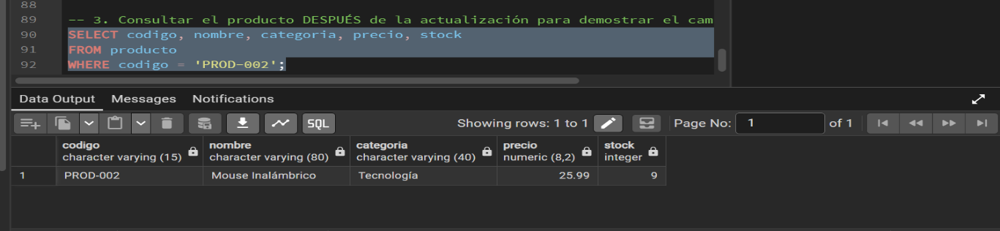 88
89 -- 3. Consultar el producto DESPUÉS de la actualización para demostrar el cam
90 SELECT codigo, nombre, categoria, precio, stock
91 FROM producto
92 WHERE codigo = 'PROD-002';
Data Output Messages Notifications
SQL Showing rows: 1 to 1 Page No: 1 of 1
codigo nombre categoria precio stock
character varying (15) character varying (80) character varying (40) numeric (8,2) integer
1 PROD-002 Mouse Inalámbrico Tecnología 25.99 9